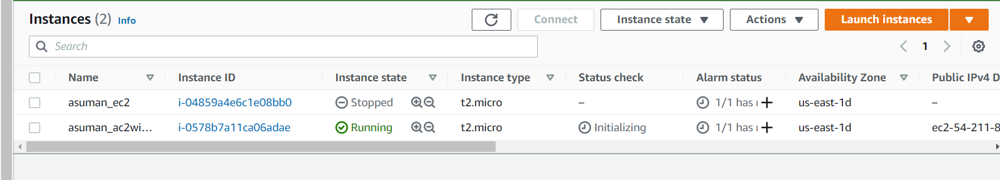 Instances (2) Info Connect Instance state Actions Launch instances
Search 1
Name Instance ID Instance state Instance type Status check Alarm status Availability Zone Public IPv4 D
asuman_ec2 i-04859a4e6c1e08bb0 Stopped t2.micro – 1/1 has us-east-1d –
asuman_ac2wi... i-0578b7a11ca06adae Running t2.micro Initializing 1/1 has us-east-1d ec2-54-211-8